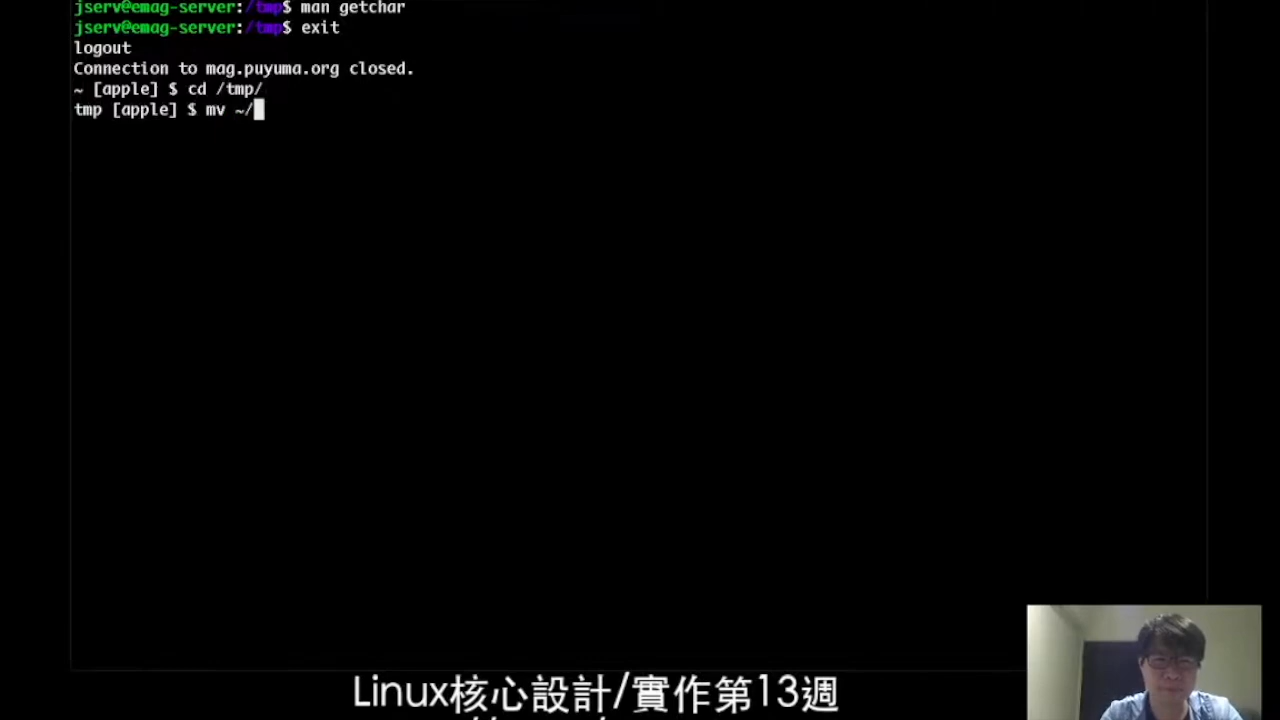 jserv@emag-server:/tmp$ man getchar
jserv@emag-server:/tmp$ exit
logout
Connection to mag.puyuma.org closed.
~ [apple] $ cd /tmp/
tmp [apple] $ mv ~/
Linux核心設計/實作第13週